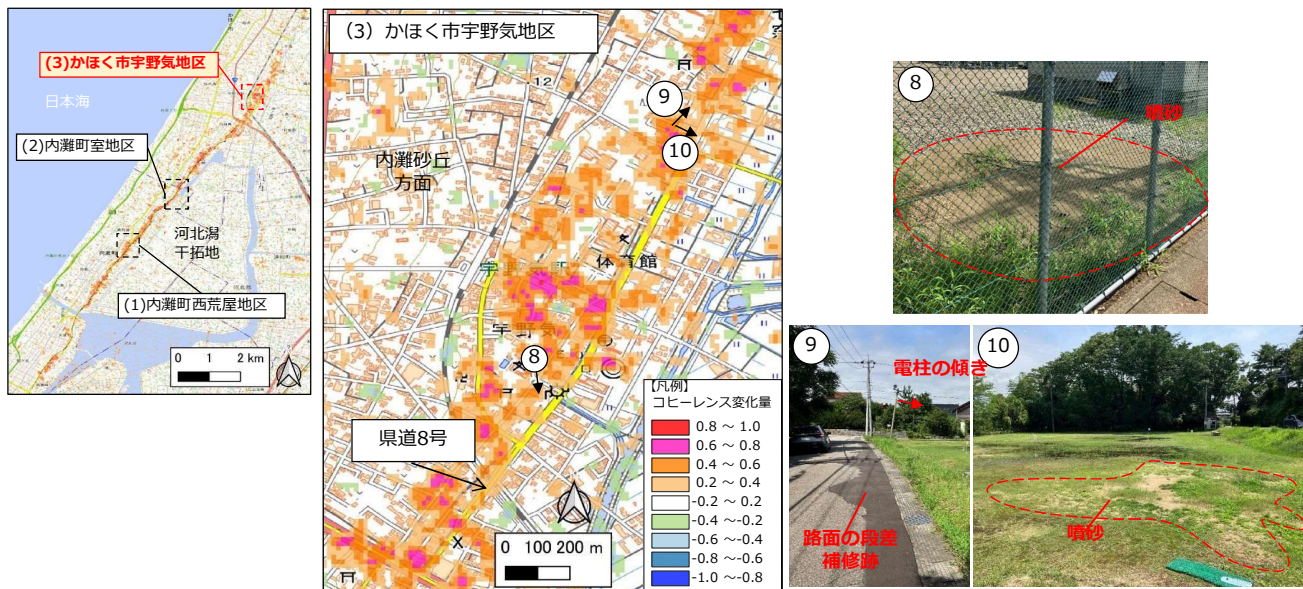 (3)かほく市宇野気地区
日本海
(2)内灘町室地区
河北潟
干拓地
(1)内灘町西荒屋地区
0 1 2 km
(3) かほく市宇野気地区
12
9
10
内灘砂丘
方面
体育館
宇野気
8
県道8号
0 100 200 m
【凡例】
コヒーレンス変化量
0.8 ～ 1.0
0.6 ～ 0.8
0.4 ～ 0.6
0.2 ～ 0.4
-0.2 ～ 0.2
-0.4 ～-0.2
-0.6 ～-0.4
-0.8 ～-0.6
-1.0 ～-0.8
8
噴砂
9
電柱の傾き
路面の段差
補修跡
10
噴砂